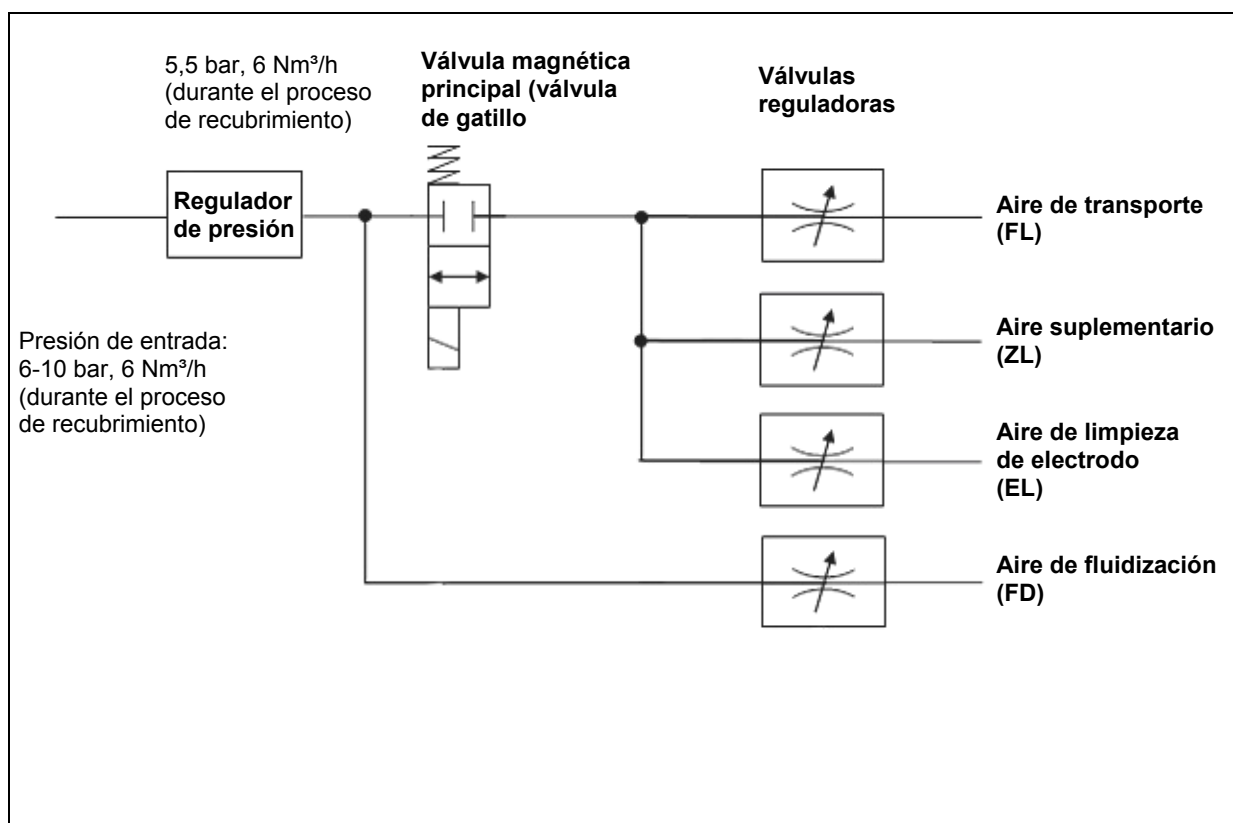 5,5 bar, 6 Nm³/h
(durante el proceso
de recubrimiento)
Válvula magnética
principal (válvula
de gatillo
Válvulas
reguladoras
Regulador
de presión
Aire de transporte
(FL)
Presión de entrada:
6-10 bar, 6 Nm³/h
(durante el proceso
de recubrimiento)
Aire suplementario
(ZL)
Aire de limpieza
de electrodo
(EL)
Aire de fluidización
(FD)